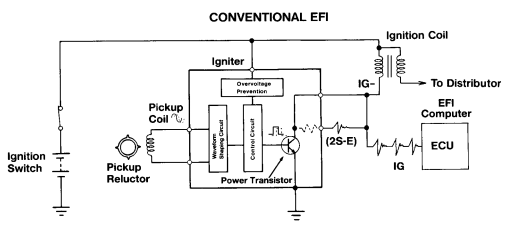 CONVENTIONAL EFI
Ignition Coil
Igniter
Overvoltage
Prevention
IG-
To Distributor
EFI
Computer
Pickup
Coil
Waveform
Shaping Circuit
Control Circuit
(2S-E)
ECU
Ignition
Switch
Pickup
Reluctor
Power Transistor
IG